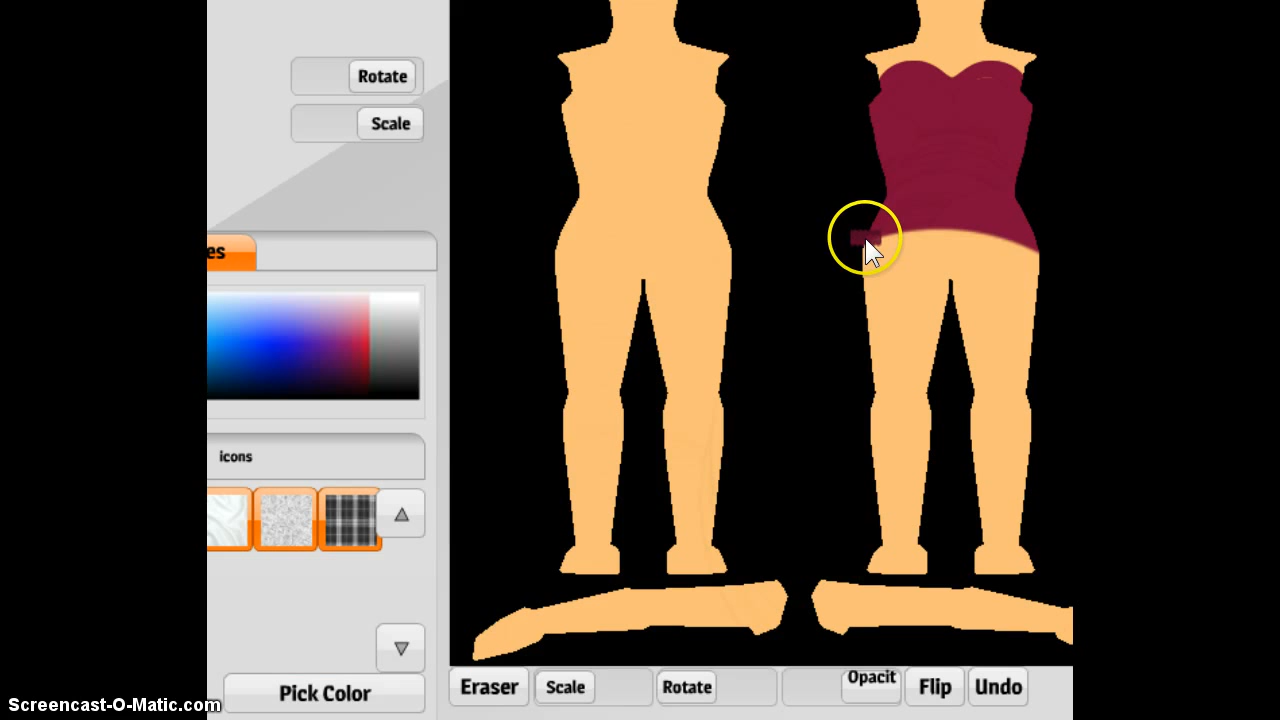 Rotate
Scale
es
icons
Pick Color
Eraser
Scale
Rotate
Opacit
Flip
Undo
Screencast-O-Matic.com